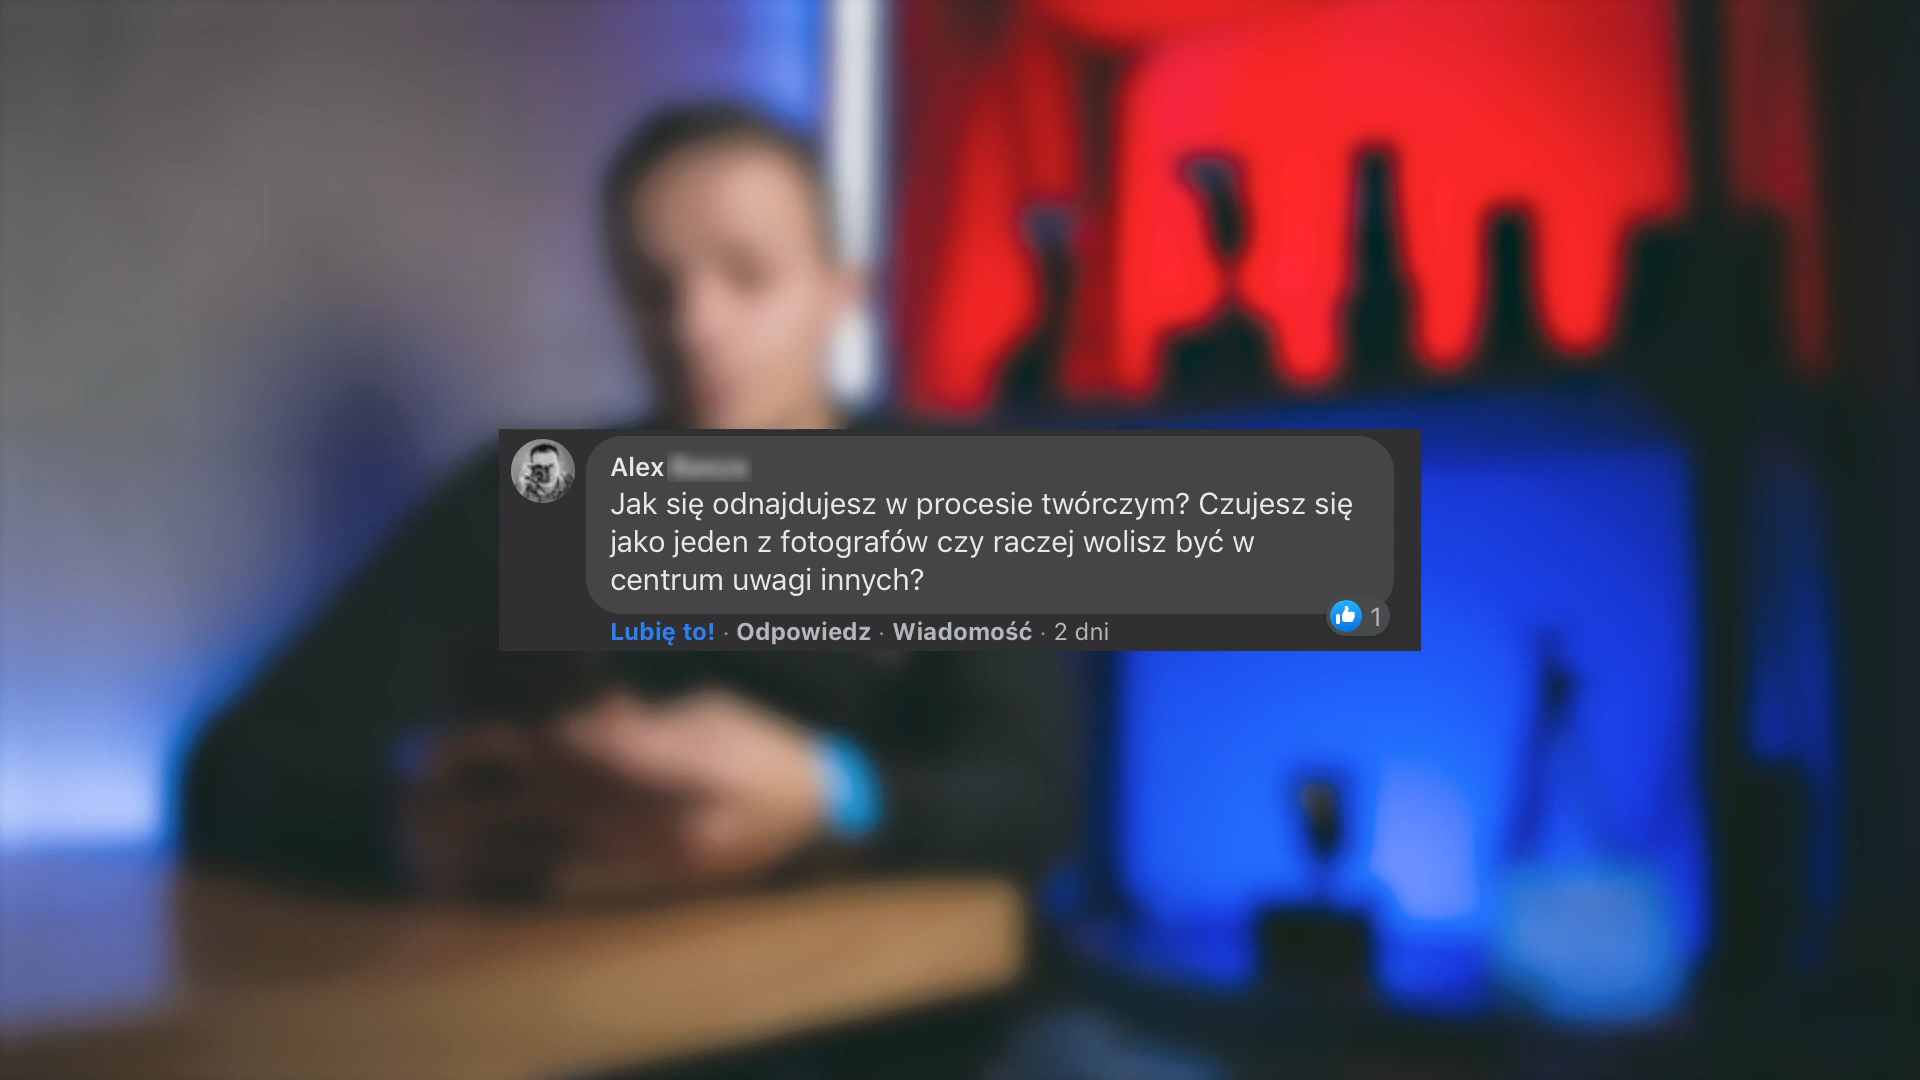 Alex
Jak się odnajdujesz w procesie twórczym? Czujesz się
jako jeden z fotografów czy raczej wolisz być w
centrum uwagi innych?
1
Lubię to! · Odpowiedz · Wiadomość · 2 dni